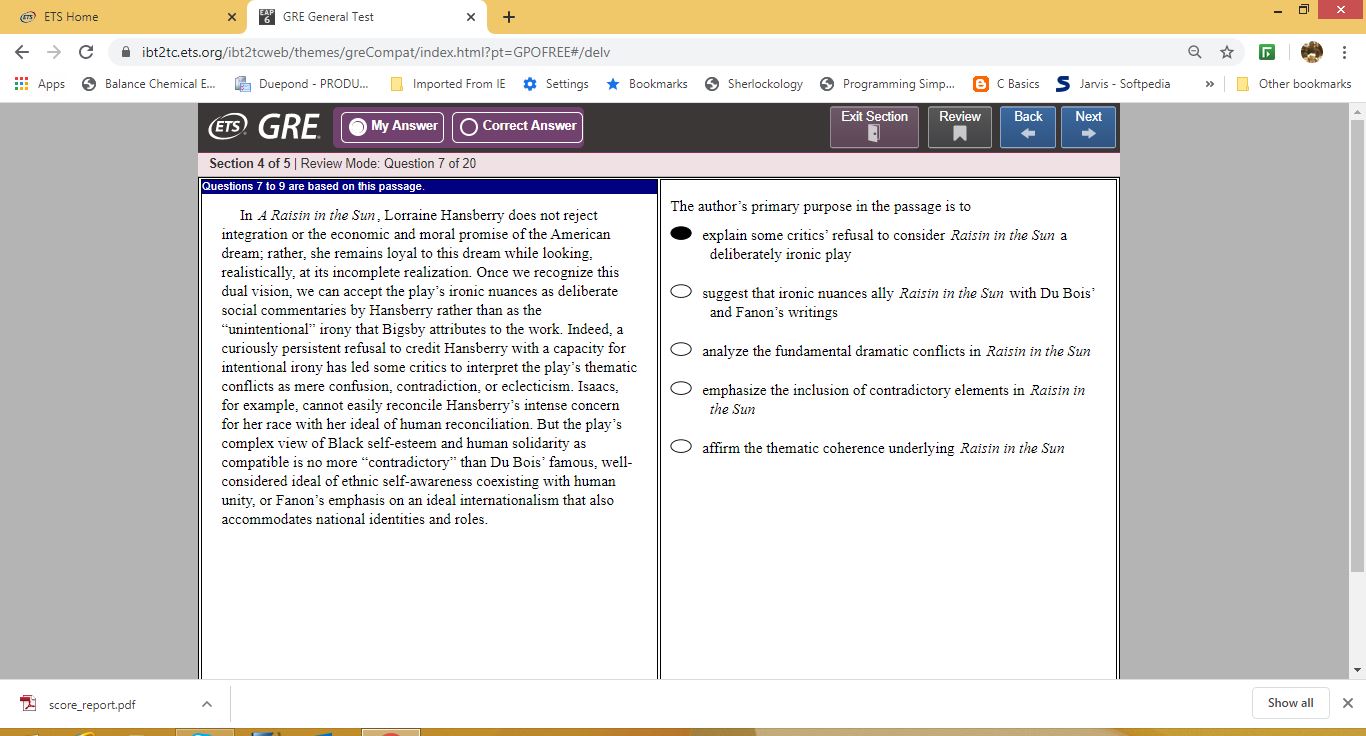 ETS Home
EAP 6 GRE General Test
ibt2tc.ets.org/ibt2tcweb/themes/greCompat/index.html?pt=GPOFREE#/delv
Apps Balance Chemical E... Duepond - PRODU... Imported From IE Settings Bookmarks Sherlockology Programming Simp... C Basics Jarvis - Softpedia » Other bookmarks
ETS GRE My Answer Correct Answer Exit Section Review Back Next
Section 4 of 5 | Review Mode: Question 7 of 20
Questions 7 to 9 are based on this passage.
In A Raisin in the Sun, Lorraine Hansberry does not reject
integration or the economic and moral promise of the American
dream; rather, she remains loyal to this dream while looking,
realistically, at its incomplete realization. Once we recognize this
dual vision, we can accept the play's ironic nuances as deliberate
social commentaries by Hansberry rather than as the
"unintentional" irony that Bigsby attributes to the work. Indeed, a
curiously persistent refusal to credit Hansberry with a capacity for
intentional irony has led some critics to interpret the play's thematic
conflicts as mere confusion, contradiction, or eclecticism. Isaacs,
for example, cannot easily reconcile Hansberry's intense concern
for her race with her ideal of human reconciliation. But the play's
complex view of Black self-esteem and human solidarity as
compatible is no more "contradictory" than Du Bois' famous, well-
considered ideal of ethnic self-awareness coexisting with human
unity, or Fanon's emphasis on an ideal internationalism that also
accommodates national identities and roles.
The author's primary purpose in the passage is to
explain some critics' refusal to consider Raisin in the Sun a
deliberately ironic play
suggest that ironic nuances ally Raisin in the Sun with Du Bois'
and Fanon's writings
analyze the fundamental dramatic conflicts in Raisin in the Sun
emphasize the inclusion of contradictory elements in Raisin in
the Sun
affirm the thematic coherence underlying Raisin in the Sun
score_report.pdf
Show all